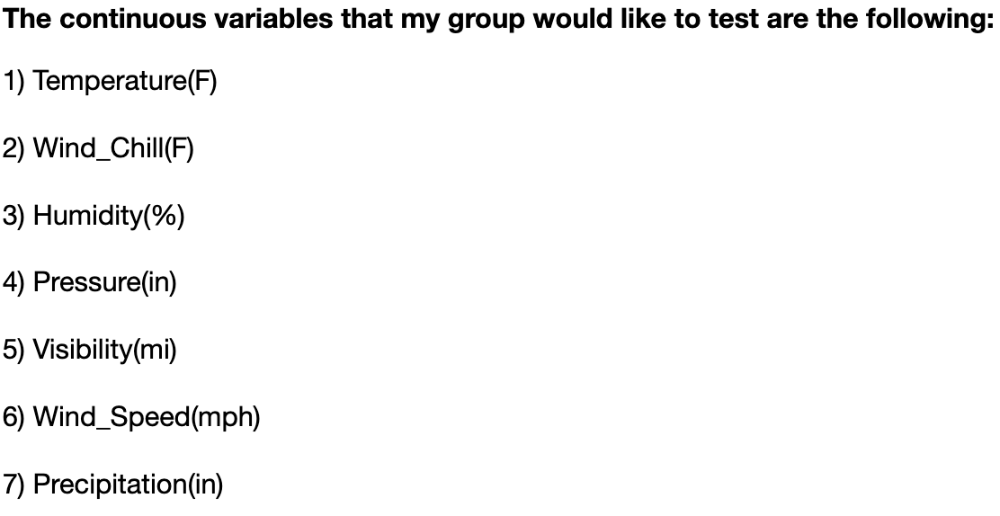 The continuous variables that my group would like to test are the following:
1) Temperature(F)
2) Wind_Chill(F)
3) Humidity(%)
4) Pressure(in)
5) Visibility(mi)
6) Wind_Speed(mph)
7) Precipitation(in)